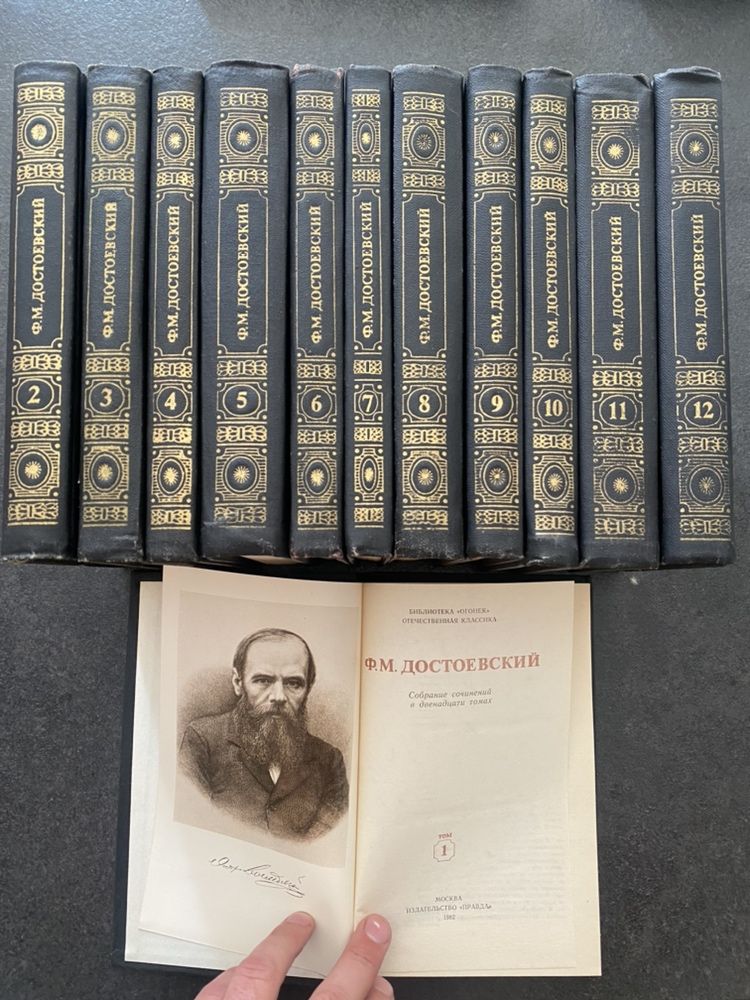 Ф.М. ДОСТОЕВСКИЙ
2
Ф.М. ДОСТОЕВСКИЙ
3
Ф.М. ДОСТОЕВСКИЙ
4
Ф.М. ДОСТОЕВСКИЙ
5
Ф.М. ДОСТОЕВСКИЙ
6
Ф.М. ДОСТОЕВСКИЙ
7
Ф.М. ДОСТОЕВСКИЙ
8
Ф.М. ДОСТОЕВСКИЙ
9
Ф.М. ДОСТОЕВСКИЙ
10
Ф.М. ДОСТОЕВСКИЙ
11
Ф.М. ДОСТОЕВСКИЙ
12
БИБЛИОТЕКА «ОГОНЕК»
ОТЕЧЕСТВЕННАЯ КЛАССИКА
Ф.М. ДОСТОЕВСКИЙ
Собрание сочинений
в двенадцати томах
ТОМ
1
МОСКВА
ИЗДАТЕЛЬСТВО «ПРАВДА»
1982